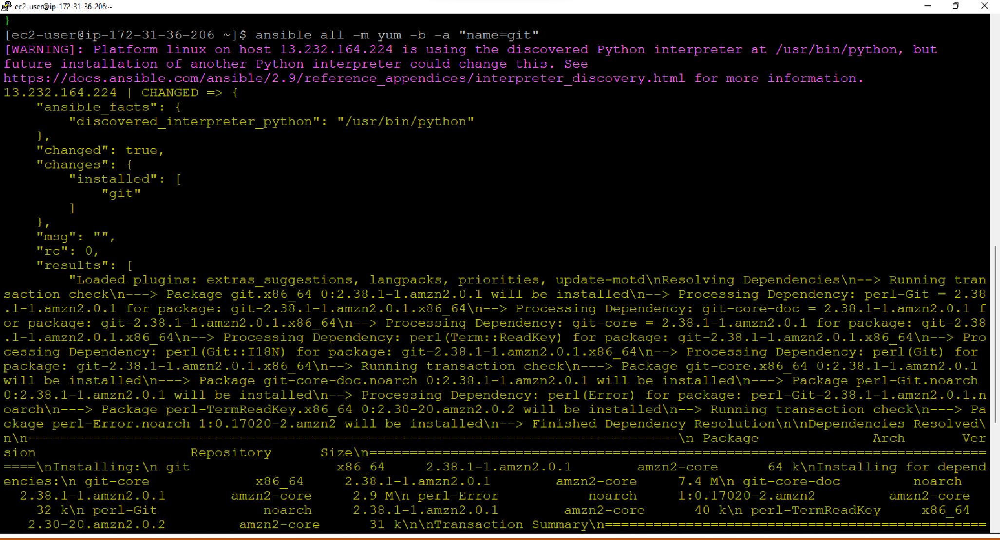 ec2-user@ip-172-31-36-206:~
}
[ec2-user@ip-172-31-36-206 ~]$ ansible all -m yum -b -a "name=git"
[WARNING]: Platform linux on host 13.232.164.224 is using the discovered Python interpreter at /usr/bin/python, but
future installation of another Python interpreter could change this. See
https://docs.ansible.com/ansible/2.9/reference_appendices/interpreter_discovery.html for more information.
13.232.164.224 | CHANGED => {
    "ansible_facts": {
        "discovered_interpreter_python": "/usr/bin/python"
    },
    "changed": true,
    "changes": {
        "installed": [
            "git"
        ]
    },
    "msg": "",
    "rc": 0,
    "results": [
        "Loaded plugins: extras_suggestions, langpacks, priorities, update-motd\nResolving Dependencies\n--> Running tran
saction check\n---> Package git.x86_64 0:2.38.1-1.amzn2.0.1 will be installed\n--> Processing Dependency: perl-Git = 2.38
.1-1.amzn2.0.1 for package: git-2.38.1-1.amzn2.0.1.x86_64\n--> Processing Dependency: git-core-doc = 2.38.1-1.amzn2.0.1 f
or package: git-2.38.1-1.amzn2.0.1.x86_64\n--> Processing Dependency: git-core = 2.38.1-1.amzn2.0.1 for package: git-2.38
.1-1.amzn2.0.1.x86_64\n--> Processing Dependency: perl(Term::ReadKey) for package: git-2.38.1-1.amzn2.0.1.x86_64\n--> Pro
cessing Dependency: perl(Git::I18N) for package: git-2.38.1-1.amzn2.0.1.x86_64\n--> Processing Dependency: perl(Git) for
package: git-2.38.1-1.amzn2.0.1.x86_64\n--> Running transaction check\n---> Package git-core.x86_64 0:2.38.1-1.amzn2.0.1
will be installed\n---> Package git-core-doc.noarch 0:2.38.1-1.amzn2.0.1 will be installed\n---> Package perl-Git.noarch
0:2.38.1-1.amzn2.0.1 will be installed\n--> Processing Dependency: perl(Error) for package: perl-Git-2.38.1-1.amzn2.0.1.n
oarch\n---> Package perl-TermReadKey.x86_64 0:2.30-20.amzn2.0.2 will be installed\n--> Running transaction check\n---> Pa
ckage perl-Error.noarch 1:0.17020-2.amzn2 will be installed\n--> Finished Dependency Resolution\n\nDependencies Resolved\
n\n================================================================================\n Package              Arch       Ver
sion                   Repository      Size\n============================================================================
====\nInstalling:\n git                  x86_64     2.38.1-1.amzn2.0.1        amzn2-core      64 k\nInstalling for depend
encies:\n git-core             x86_64     2.38.1-1.amzn2.0.1        amzn2-core     7.4 M\n git-core-doc         noarch
  2.38.1-1.amzn2.0.1        amzn2-core     2.9 M\n perl-Error           noarch     1:0.17020-2.amzn2         amzn2-core
    32 k\n perl-Git             noarch     2.38.1-1.amzn2.0.1        amzn2-core      40 k\n perl-TermReadKey     x86_64
   2.30-20.amzn2.0.2         amzn2-core      31 k\n\nTransaction Summary\n===============================================